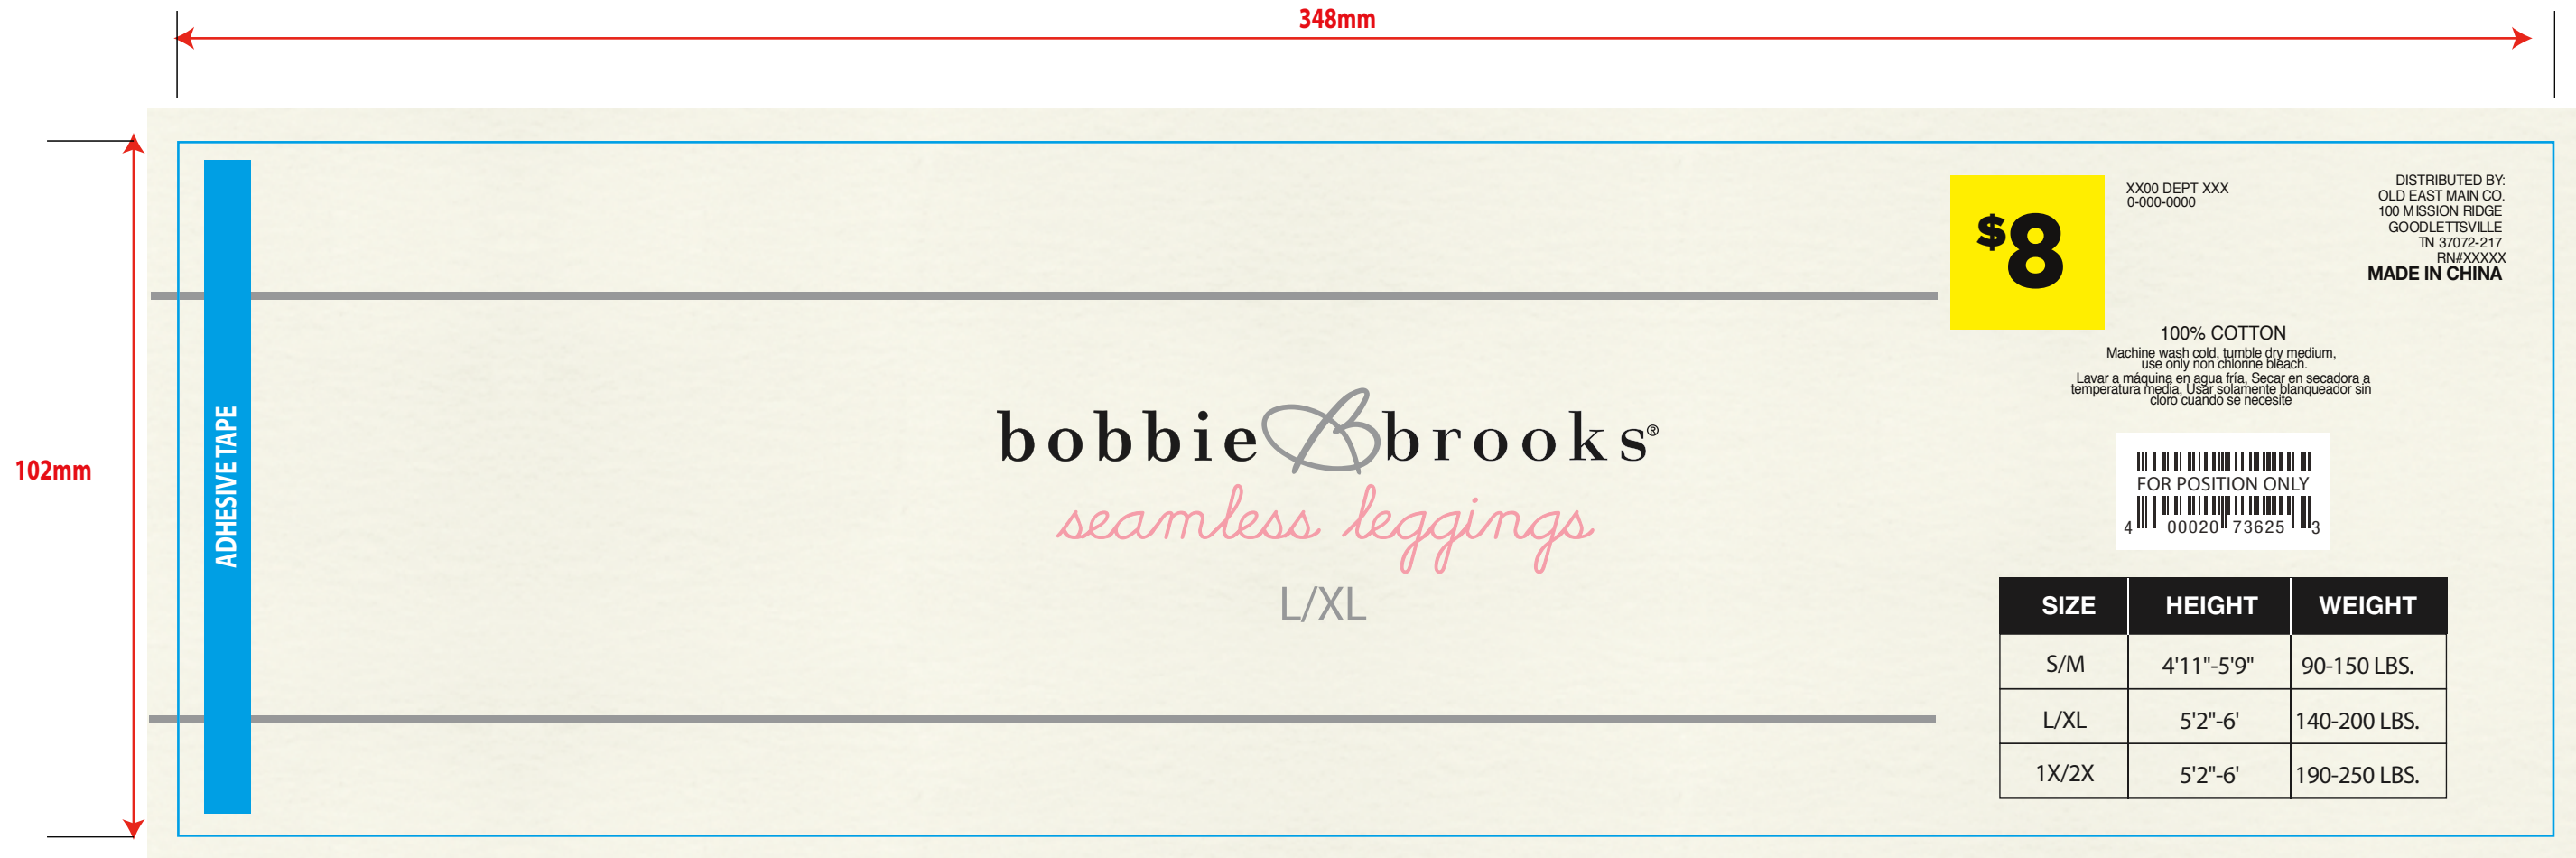 348mm
102mm
ADHESIVE TAPE
$8
XX00 DEPT XXX
0-000-0000
DISTRIBUTED BY:
OLD EAST MAIN CO.
100 MISSION RIDGE
GOODLETTSVILLE
TN 37072-217
RN#XXXXX
MADE IN CHINA
100% COTTON
Machine wash cold, tumble dry medium,
use only non chlorine bleach.
Lavar a máquina en agua fría, Secar en secadora a
temperatura media, Usar solamente blanqueador sin
cloro cuando se necesite
bobbie B brooks®
seamless leggings
L/XL
FOR POSITION ONLY
4 00020 73625 3
SIZE HEIGHT WEIGHT
S/M 4'11"-5'9" 90-150 LBS.
L/XL 5'2"-6' 140-200 LBS.
1X/2X 5'2"-6' 190-250 LBS.